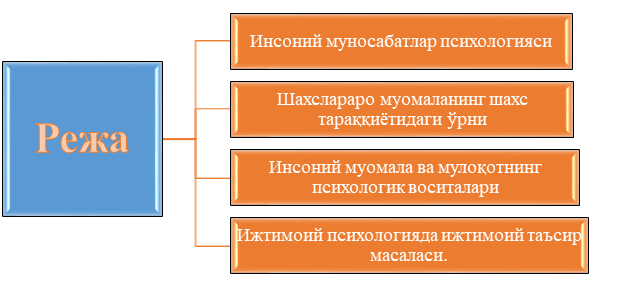 Режа
Инсоний муносабатлар психологияси
Шахслараро муомаланинг шахс
тараққиётидаги ўрни
Инсоний муомала ва мулоқотнинг
психологик воситалари
Ижтимоий психологияда ижтимоий таъсир
масаласи.